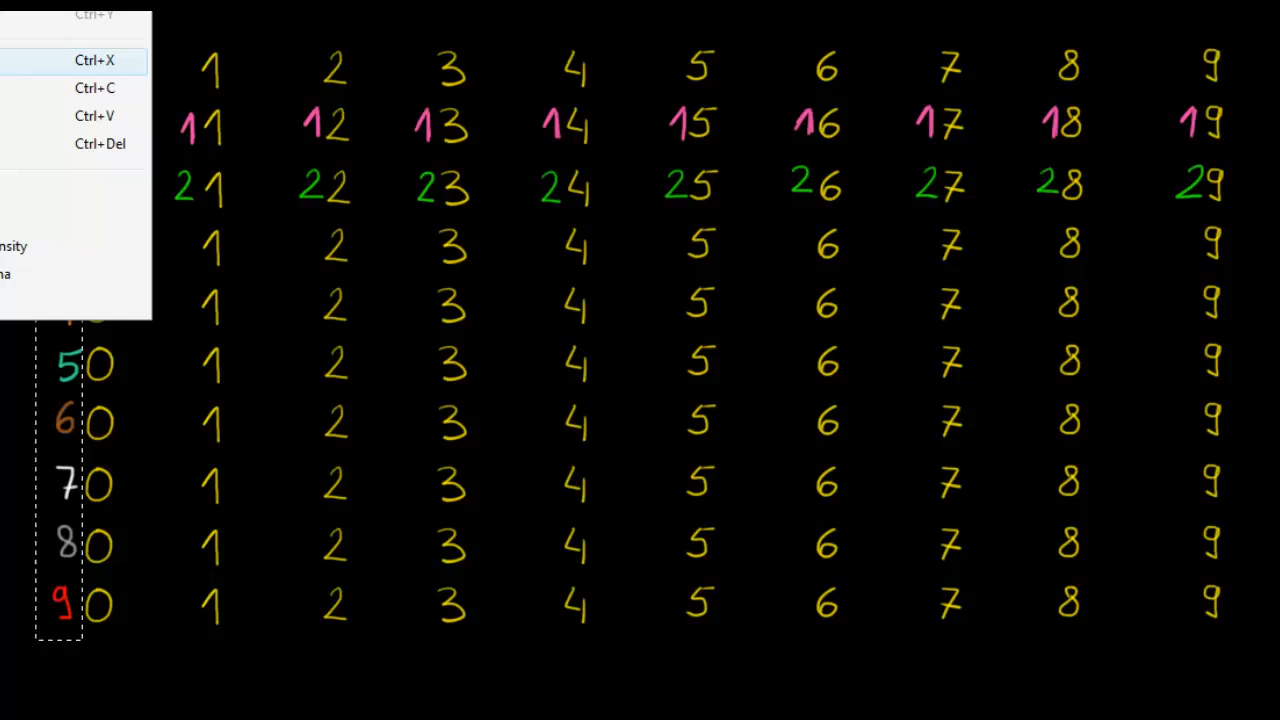 Ctrl+Y
Ctrl+X
Ctrl+C
Ctrl+V
Ctrl+Del
nsity
na
1 2 3 4 5 6 7 8 9
11 12 13 14 15 16 17 18 19
21 22 23 24 25 26 27 28 29
1 2 3 4 5 6 7 8 9
1 2 3 4 5 6 7 8 9
50 1 2 3 4 5 6 7 8 9
60 1 2 3 4 5 6 7 8 9
70 1 2 3 4 5 6 7 8 9
80 1 2 3 4 5 6 7 8 9
90 1 2 3 4 5 6 7 8 9